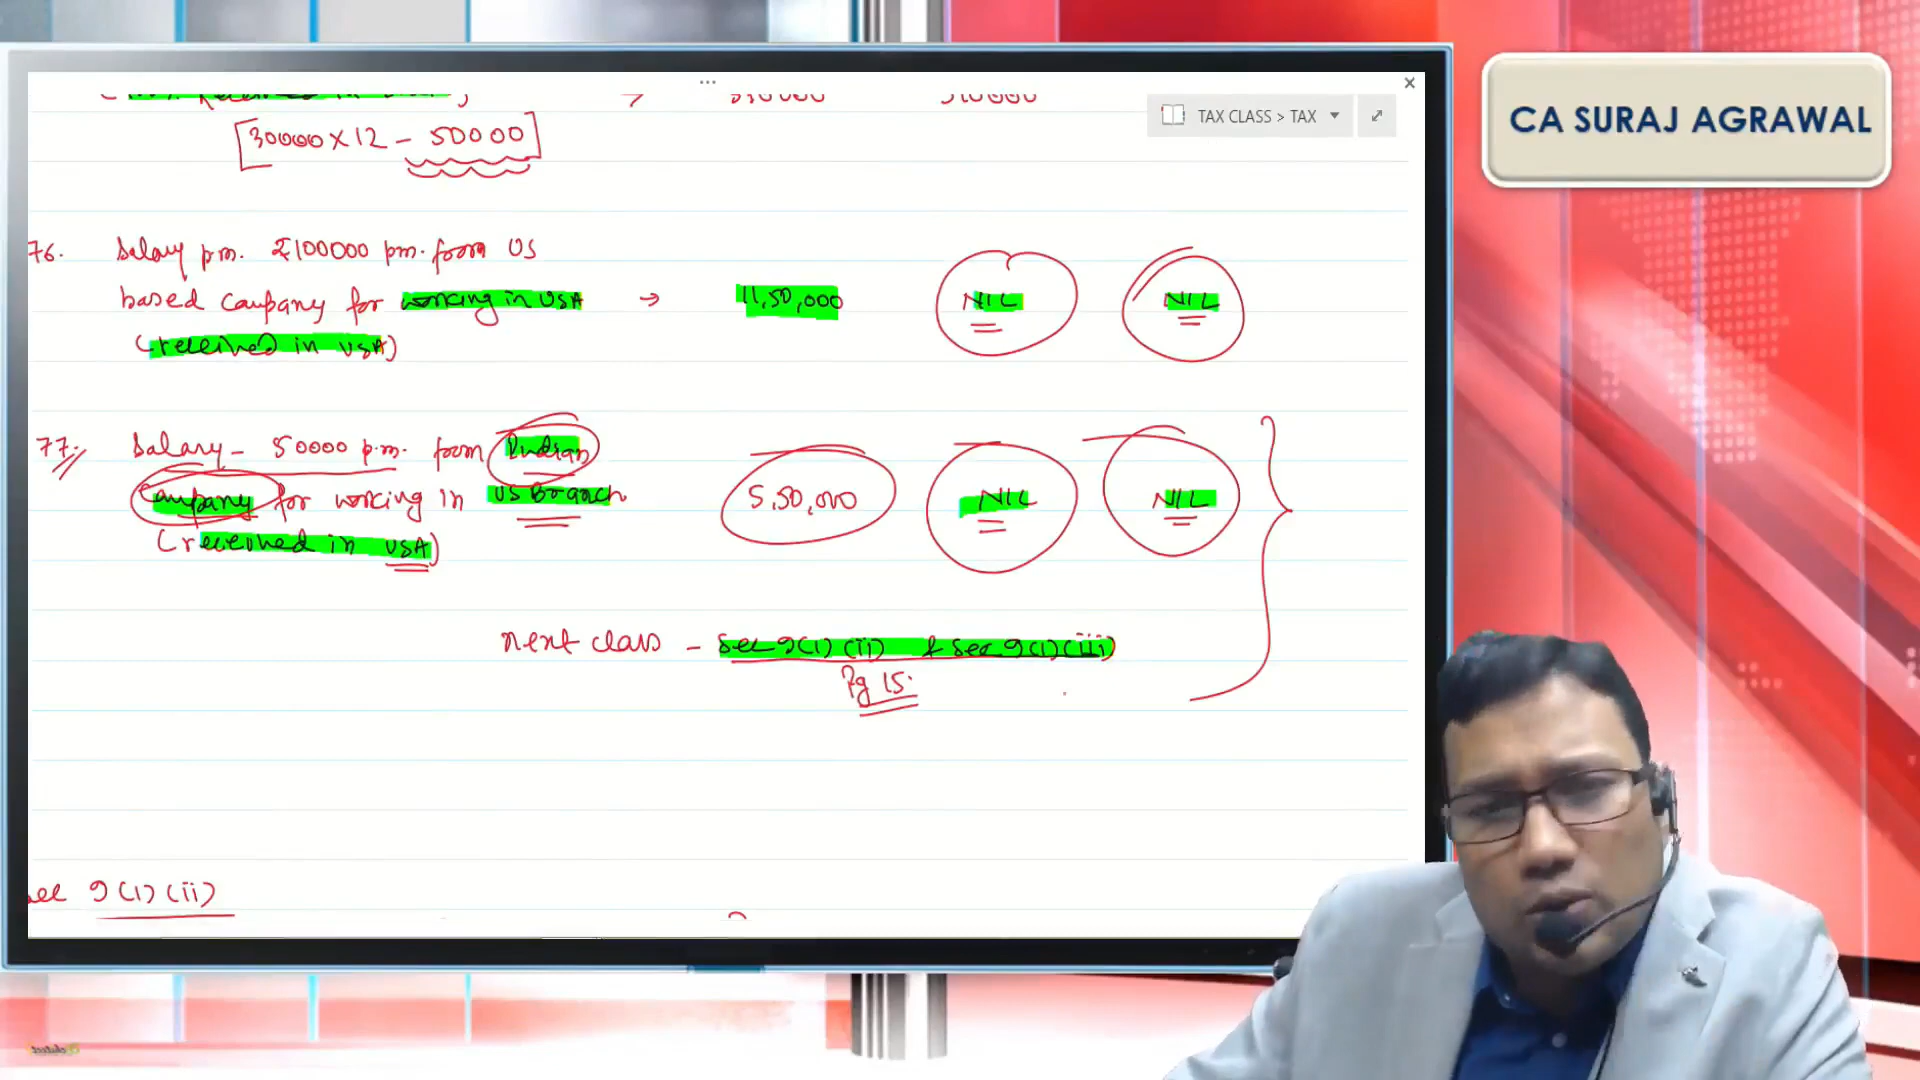 TAX CLASS > TAX
CA SURAJ AGRAWAL
[30000 x 12 - 50000]
76. Salary pm. ₹100000 pm. from US
based company for working in USA → 11,50,000 NIL NIL
(received in USA)
77. Salary - 50000 p.m. from Indian
Company for working in US Branch 5,50,000 NIL NIL
(received in USA)
next class - Sec 9(1)(ii) & Sec 9(1)(iii)
Pg 15.
9(1)(ii)